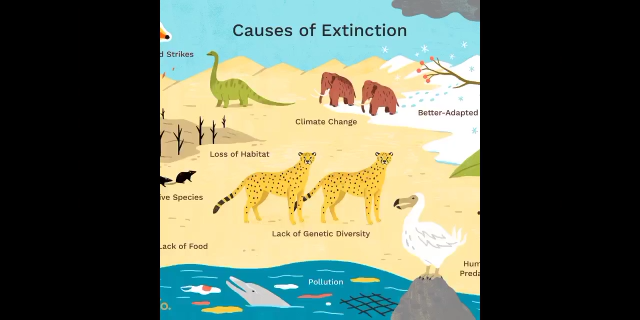 Causes of Extinction
d Strikes
Climate Change
Better-Adapted
Loss of Habitat
ive Species
Lack of Genetic Diversity
Lack of Food
Hum
Preda
Pollution
o.